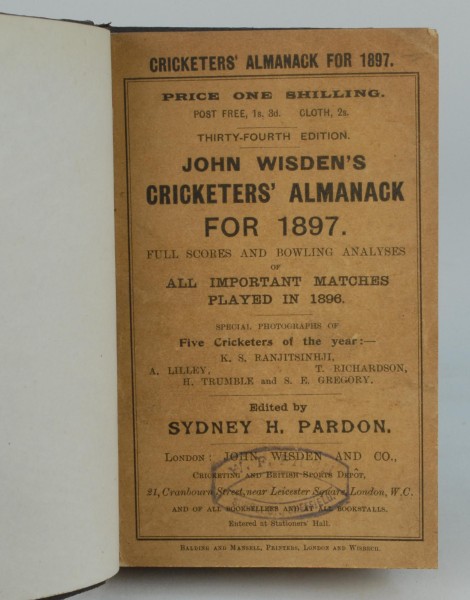 CRICKETERS' ALMANACK FOR 1897.
PRICE ONE SHILLING.
POST FREE, 1s. 3d. CLOTH, 2s.
THIRTY-FOURTH EDITION.
JOHN WISDEN'S
CRICKETERS' ALMANACK
FOR 1897.
FULL SCORES AND BOWLING ANALYSES
OF
ALL IMPORTANT MATCHES
PLAYED IN 1896.
SPECIAL PHOTOGRAPHS OF
Five Cricketers of the year:—
K. S. RANJITSINHJI,
A. LILLEY, T. RICHARDSON,
H. TRUMBLE and S. E. GREGORY.
Edited by
SYDNEY H. PARDON.
LONDON: JOHN WISDEN AND CO.,
CRICKETING AND BRITISH SPORTS DEPOT,
21, Cranbourn Street, near Leicester Square, London, W.C.
AND OF ALL BOOKSELLERS AND AT ALL BOOKSTALLS.
Entered at Stationers' Hall.
BALDING AND MANSELL, PRINTERS, LONDON AND WISBECH.